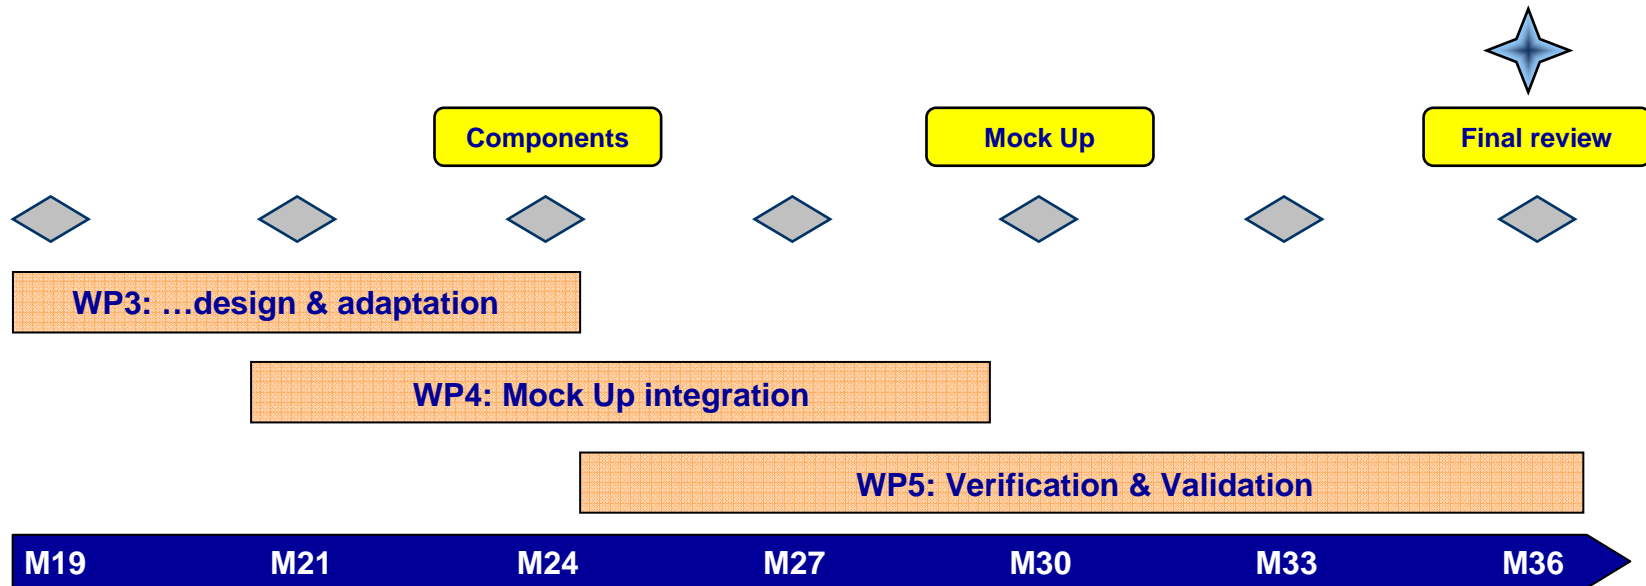 Components
Mock Up
Final review
WP3: …design & adaptation
WP4: Mock Up integration
WP5: Verification & Validation
M19 M21 M24 M27 M30 M33 M36